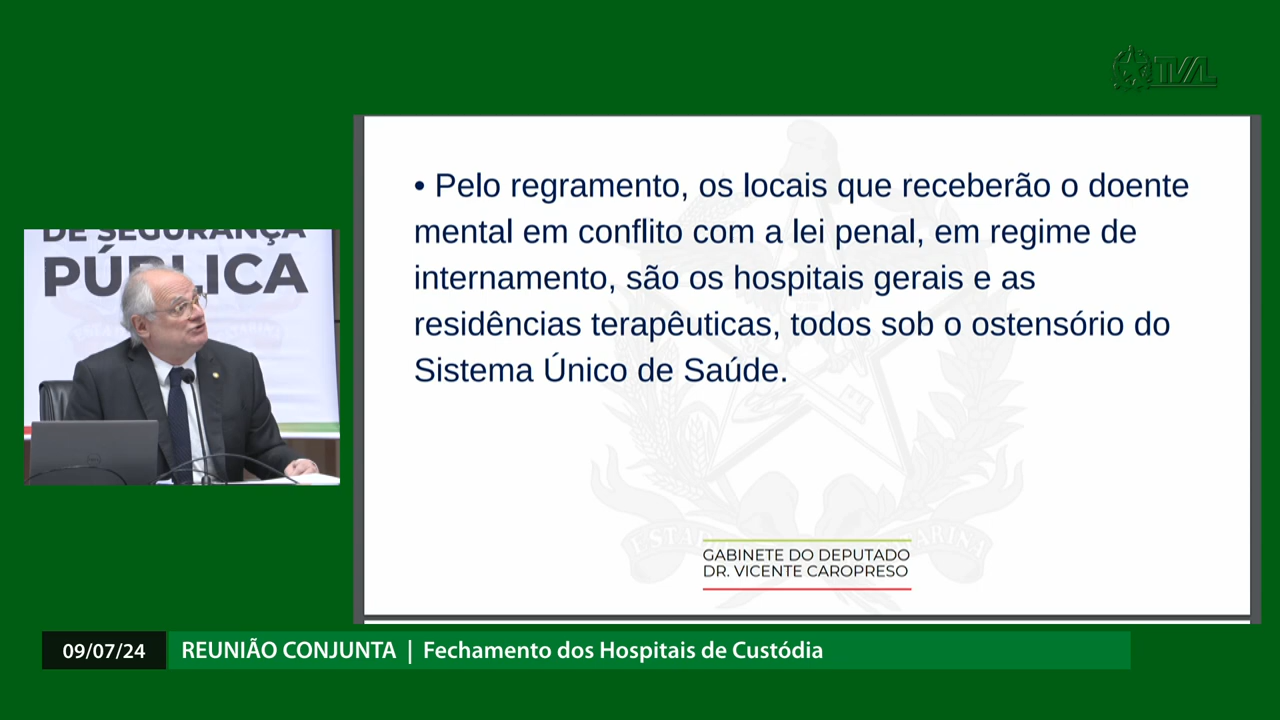 TVAL
DE SEGURANÇA
PÚBLICA
• Pelo regramento, os locais que receberão o doente
mental em conflito com a lei penal, em regime de
internamento, são os hospitais gerais e as
residências terapêuticas, todos sob o ostensório do
Sistema Único de Saúde.
GABINETE DO DEPUTADO
DR. VICENTE CAROPRESO
09/07/24
REUNIÃO CONJUNTA | Fechamento dos Hospitais de Custódia